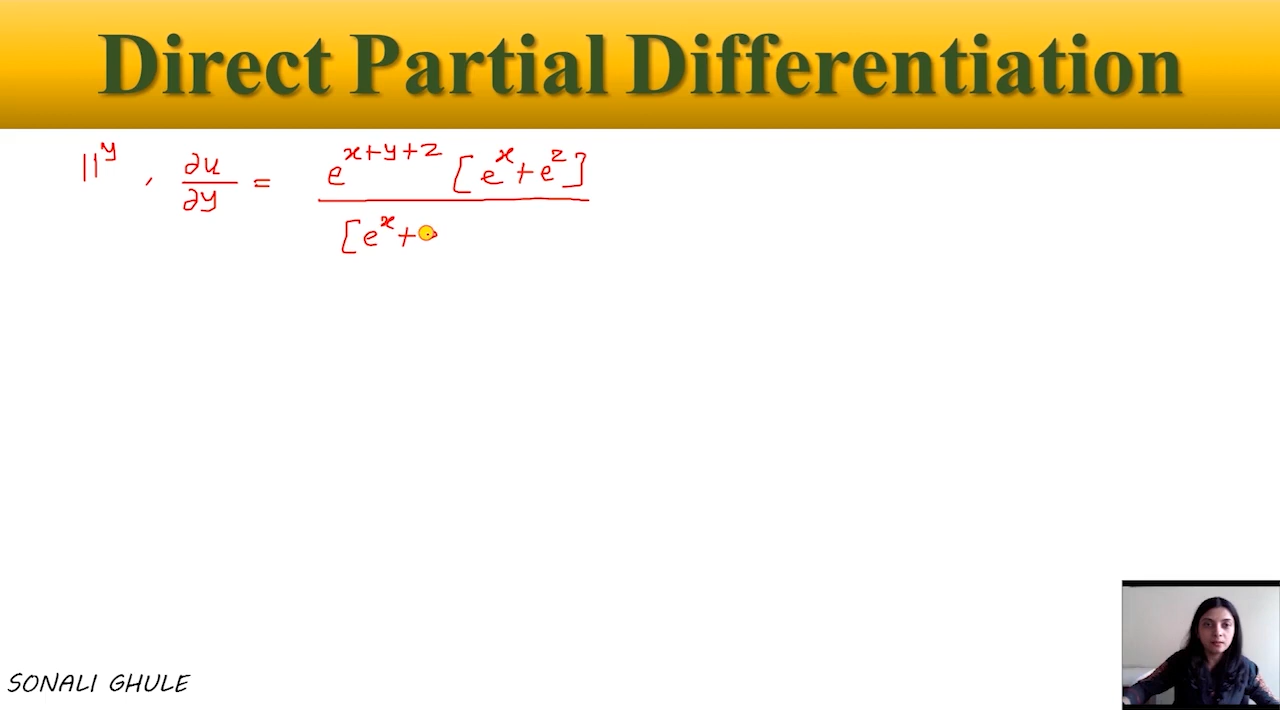 Direct Partial Differentiation
||^y , ∂u/∂y = e^{x+y+z} [e^x + e^z] / [e^x +
SONALI GHULE